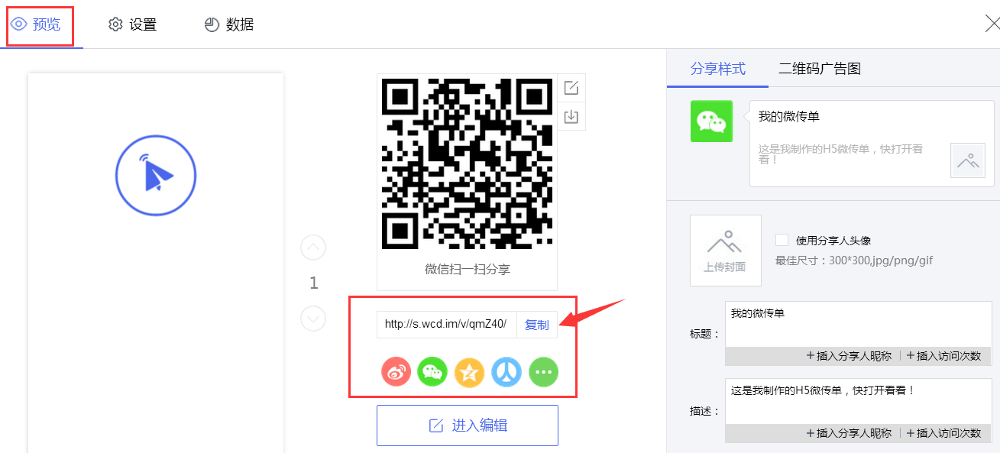 预览
设置
数据
微信扫一扫分享
1
http://s.wcd.im/v/qmZ40/
复制
进入编辑
分享样式
二维码广告图
我的微传单
这是我制作的H5微传单，快打开看
看！
上传封面
使用分享人头像
最佳尺寸：300*300,jpg/png/gif
标题：
我的微传单
+插入分享人昵称 | +插入访问次数
描述：
这是我制作的H5微传单，快打开看看！
+插入分享人昵称 | +插入访问次数